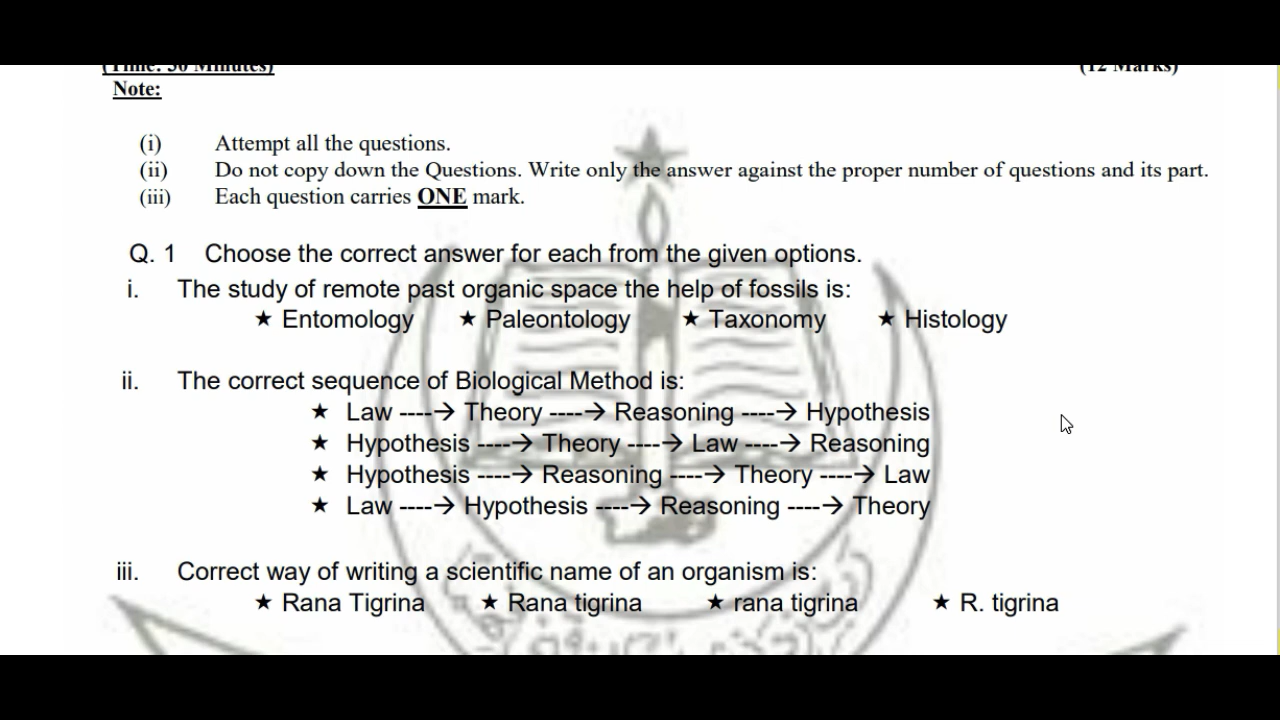 (Time: 30 Minutes) (12 Marks)
Note:
(i) Attempt all the questions.
(ii) Do not copy down the Questions. Write only the answer against the proper number of questions and its part.
(iii) Each question carries ONE mark.
Q. 1 Choose the correct answer for each from the given options.
i. The study of remote past organic space the help of fossils is:
★ Entomology ★ Paleontology ★ Taxonomy ★ Histology
ii. The correct sequence of Biological Method is:
★ Law ----→ Theory ----→ Reasoning ----→ Hypothesis
★ Hypothesis ----→ Theory ----→ Law ----→ Reasoning
★ Hypothesis ----→ Reasoning ----→ Theory ----→ Law
★ Law ----→ Hypothesis ----→ Reasoning ----→ Theory
iii. Correct way of writing a scientific name of an organism is:
★ Rana Tigrina ★ Rana tigrina ★ rana tigrina ★ R. tigrina